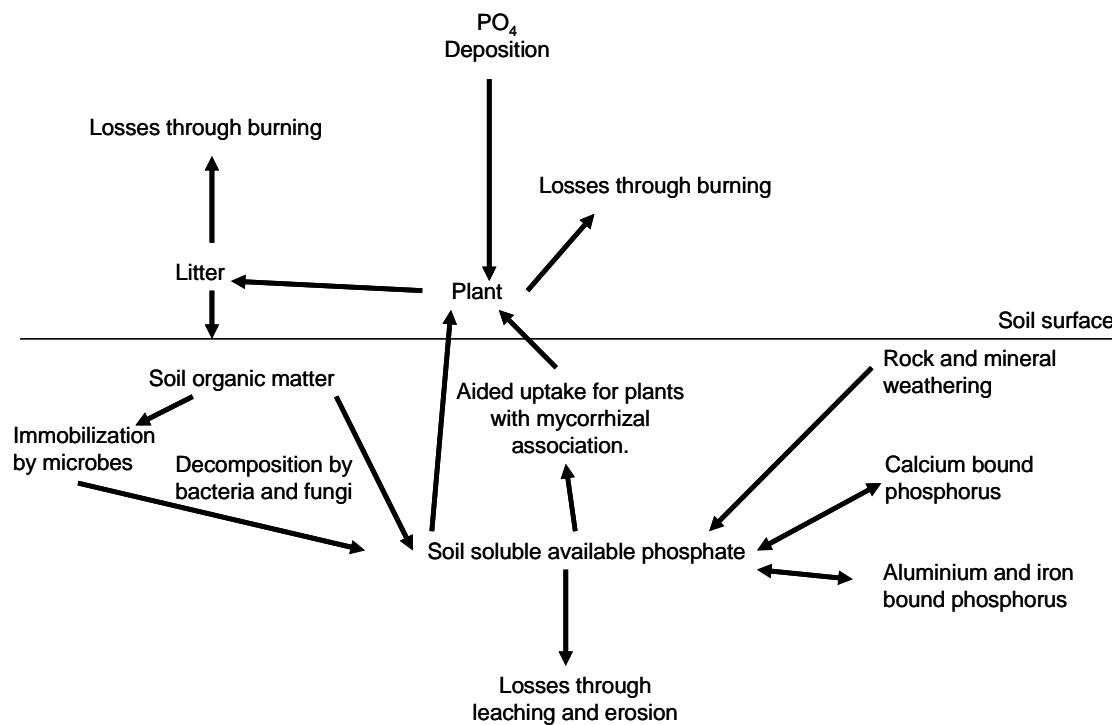 PO₄
Deposition
Losses through burning
Losses through burning
Litter
Plant
Soil surface
Soil organic matter
Aided uptake for plants
with mycorrhizal
association.
Rock and mineral
weathering
Immobilization
by microbes
Decomposition by
bacteria and fungi
Calcium bound
phosphorus
Soil soluble available phosphate
Aluminium and iron
bound phosphorus
Losses through
leaching and erosion